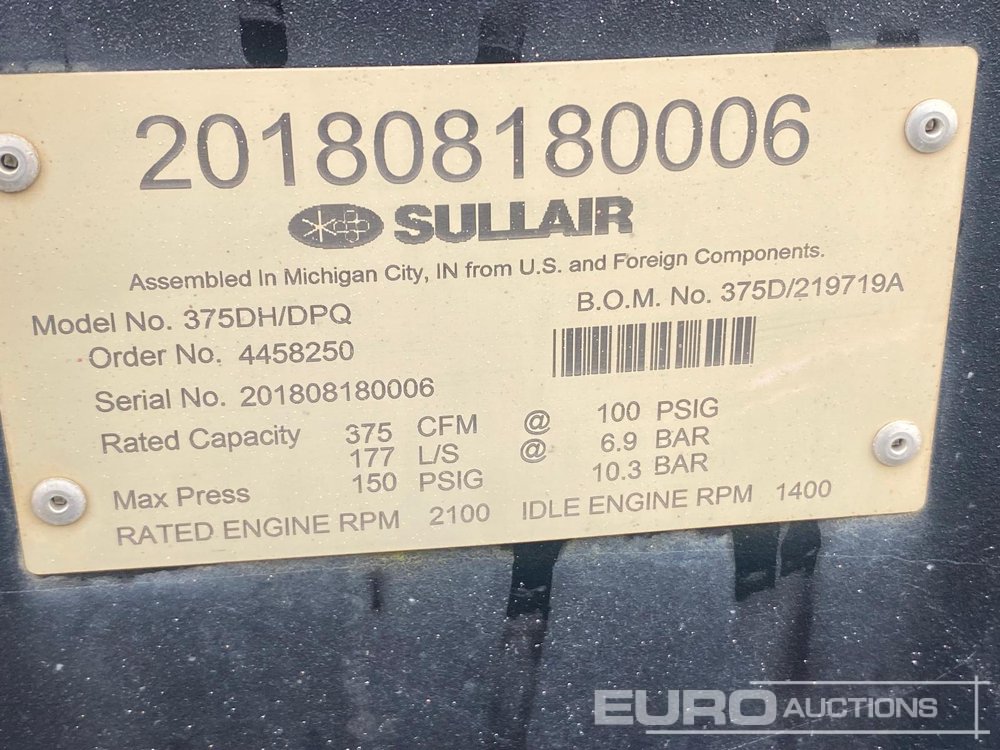 201808180006
SULLAIR
Assembled In Michigan City, IN from U.S. and Foreign Components.
Model No. 375DH/DPQ
B.O.M. No. 375D/219719A
Order No. 4458250
Serial No. 201808180006
Rated Capacity 375 CFM @ 100 PSIG
177 L/S @ 6.9 BAR
Max Press 150 PSIG 10.3 BAR
RATED ENGINE RPM 2100 IDLE ENGINE RPM 1400
EURO AUCTIONS